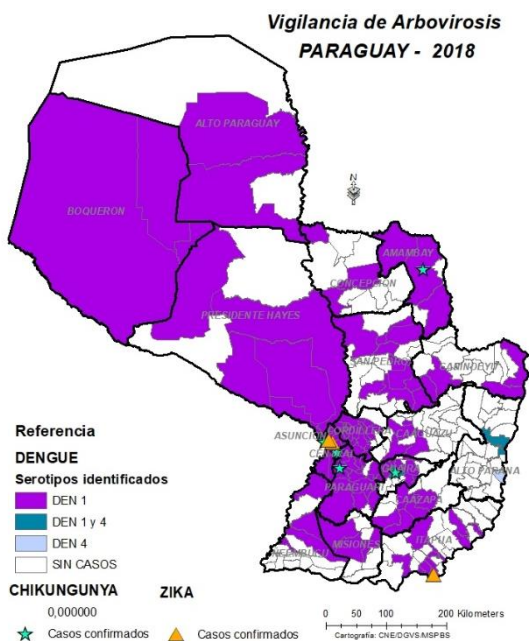 Vigilancia de Arbovirosis
PARAGUAY - 2018
ALTO PARAGUAY
BOQUERON
N
AMAMBAY
CONCEPCION
PRESIDENTE HAYES
SAN PEDRO
CANINDEYU
ASUNCION
CORDILLERA
CENTRAL
CAAGUAZU
ALTO PARANA
GUAIRA
PARAGUARI
CAAZAPA
ITAPUA
MISIONES
ÑEEMBUCU
Referencia
DENGUE
Serotipos identificados
DEN 1
DEN 1 y 4
DEN 4
SIN CASOS
CHIKUNGUNYA ZIKA
0,000000
Casos confirmados Casos confirmados
0 50 100 200 Kilometers
Cartografía: CNE/DGVS/MSPBS